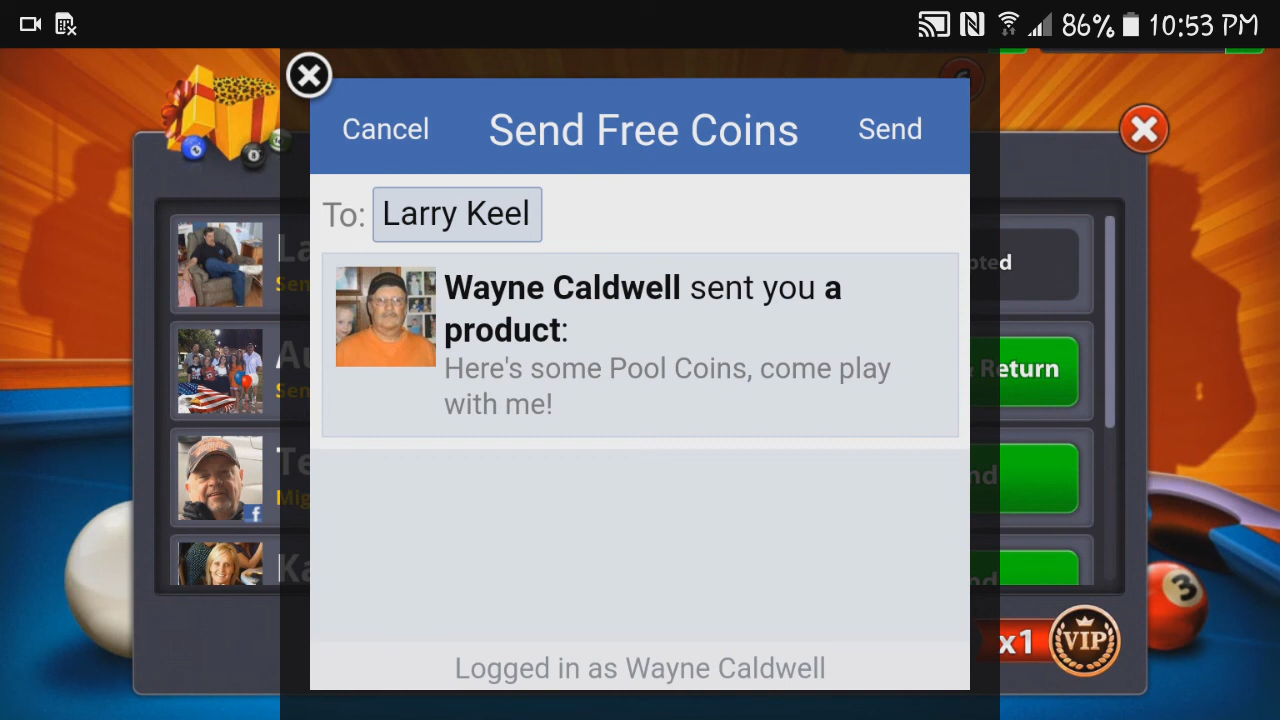 86% 10:53 PM
Cancel Send Free Coins Send
To: Larry Keel
Wayne Caldwell sent you a
product:
Here's some Pool Coins, come play
with me!
Return
x1 VIP
3
Logged in as Wayne Caldwell